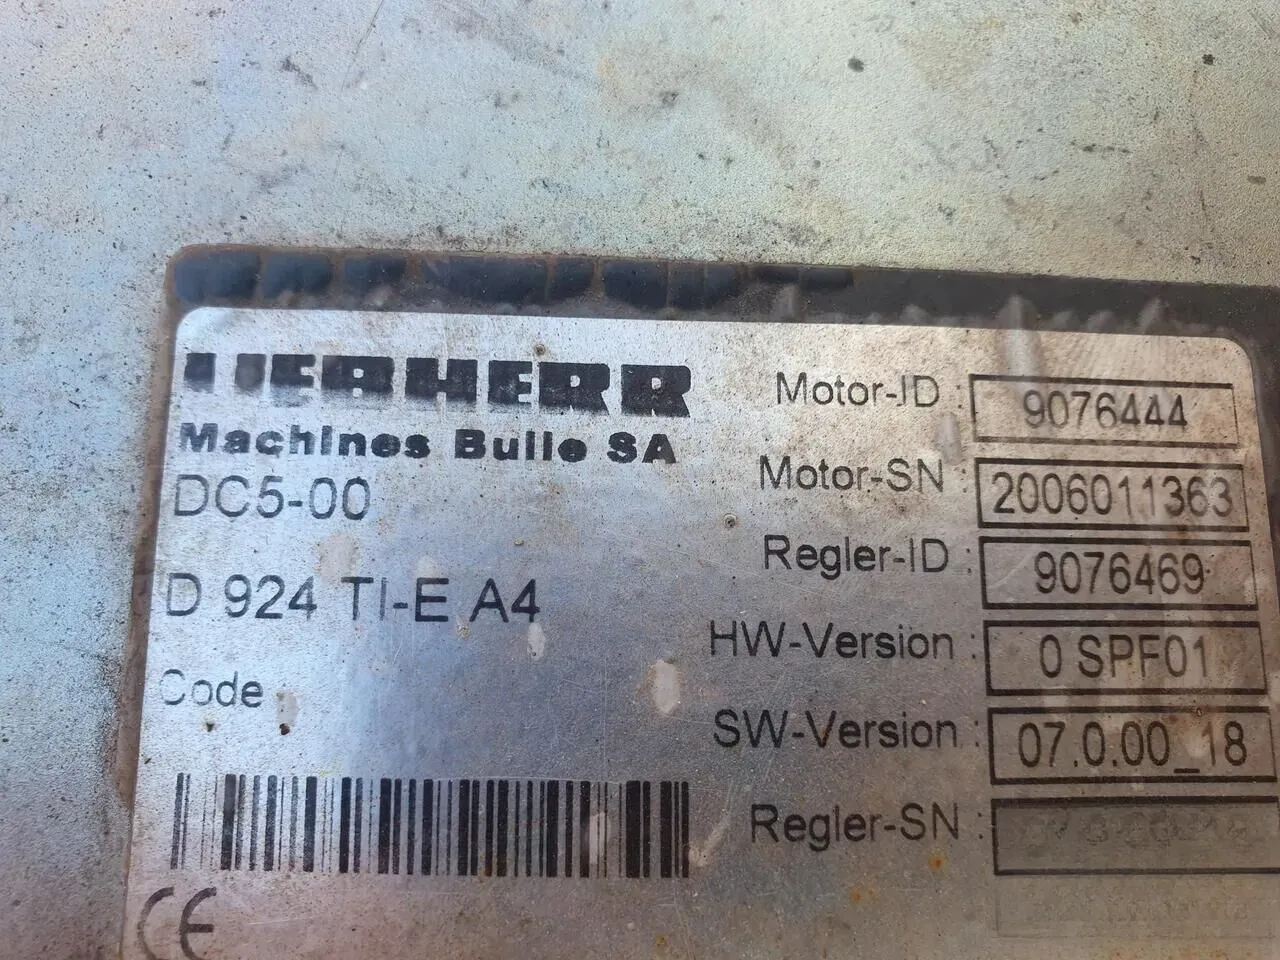 LIEBHERR
Machines Bulle SA
DC5-00
D 924 TI-E A4
Code
Motor-ID : 9076444
Motor-SN : 2006011363
Regler-ID : 9076469
HW-Version : 0 SPF01
SW-Version : 07.0.00_18
Regler-SN :
CE